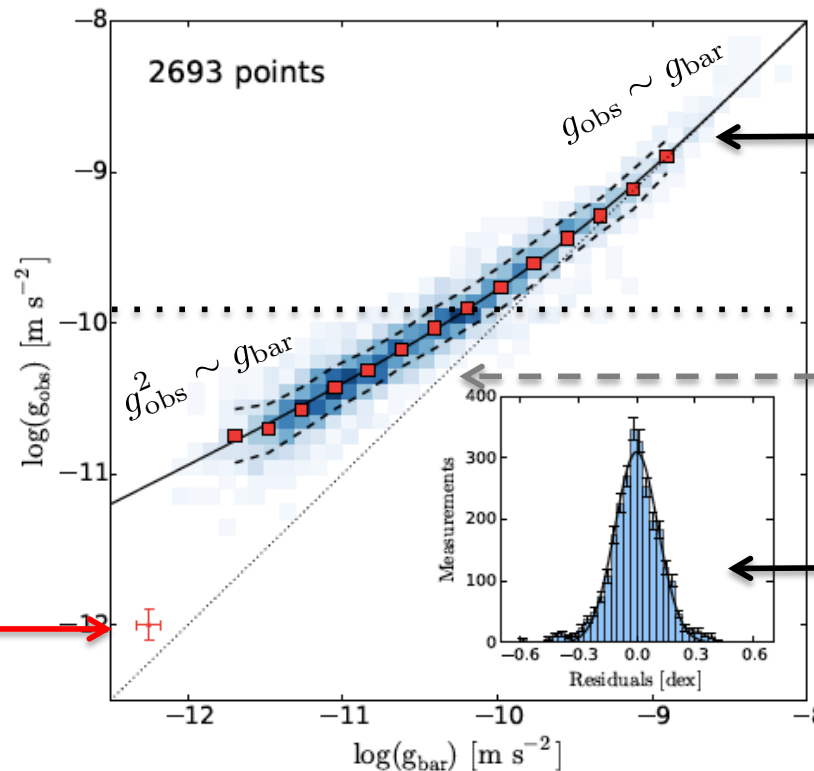 −8
2693 points
g_obs ∼ g_bar
−9
−10
g²_obs ∼ g_bar
−11
−12
log(g_obs) [m s⁻²]
400
300
200
100
0
Measurements
−0.6 −0.3 0.0 0.3 0.6
Residuals [dex]
−12 −11 −10 −9 −8
log(g_bar) [m s⁻²]